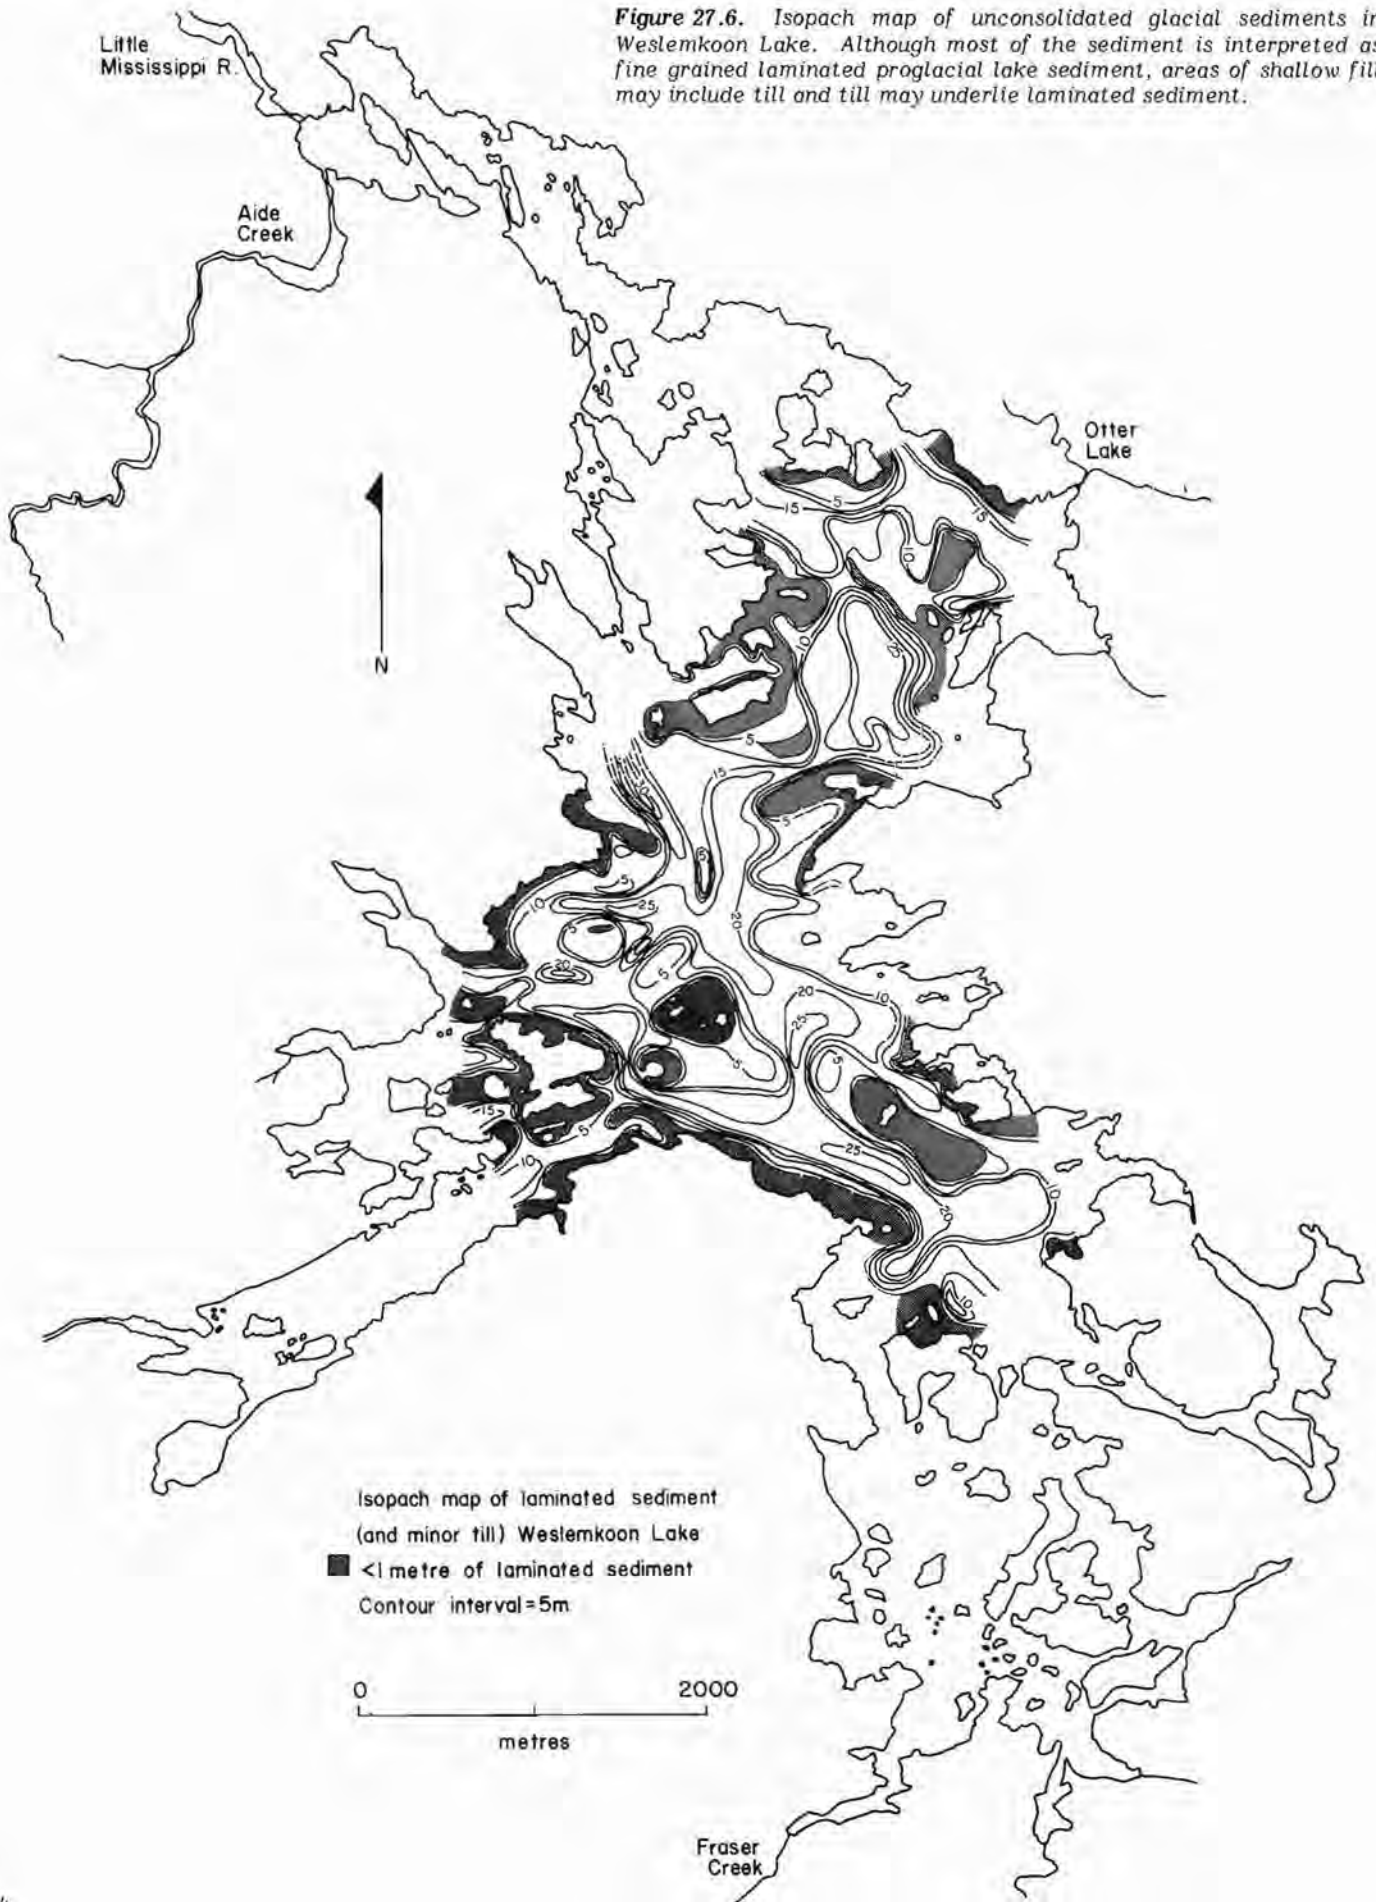 Figure 27.6. Isopach map of unconsolidated glacial sediments in
Weslemkoon Lake. Although most of the sediment is interpreted as
fine grained laminated proglacial lake sediment, areas of shallow fill
may include till and till may underlie laminated sediment.
Little
Mississippi R.
Aide
Creek
Otter
Lake
N
15
5
15
10
10
25
5
15
30
5
5
5
10
25
20
5
20
5
10
20
25
5
5
15
5
10
25
10
20
10
Isopach map of laminated sediment
(and minor till) Weslemkoon Lake
<1 metre of laminated sediment
Contour interval=5m
0 2000
metres
Fraser
Creek